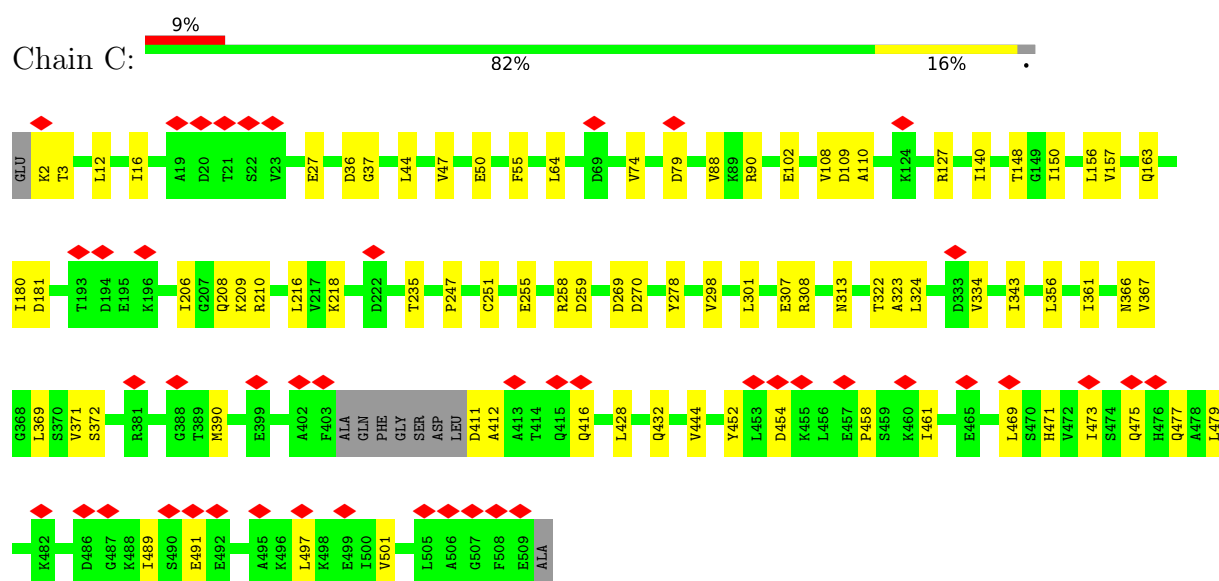 9%
Chain C:
82% 16% •
GLU K2 T3 L12 I16 A19 D20 T21 S22 V23 E27 D36 G37 L44 V47 E50 F55 L64 D69 V74 D79 V88 K89 R90 E102 V108 D109 A110 K124 R127 I140 T148 G149 I150 L156 V157 Q163
I180 D181 T193 D194 E195 K196 I206 G207 Q208 K209 R210 L216 V217 K218 D222 T235 P247 C251 E255 R258 D259 D269 D270 Y278 V298 L301 E307 R308 N313 T322 A323 L324 D333 V334 I343 L356 I361 N366 V367
G368 L369 S370 V371 S372 R381 G388 T389 M390 E399 A402 F403 ALA GLN PHE GLY SER ASP LEU D411 A412 A413 T414 Q415 Q416 L428 Q432 V444 Y452 L453 D454 K455 L456 E457 P458 S459 K460 I461 E465 L469 S470 H471 V472 I473 S474 Q475 H476 Q477 A478 L479
K482 D486 G487 K488 I489 S490 E491 E492 A495 K496 L497 K498 E499 I500 V501 L505 A506 G507 F508 E509 ALA